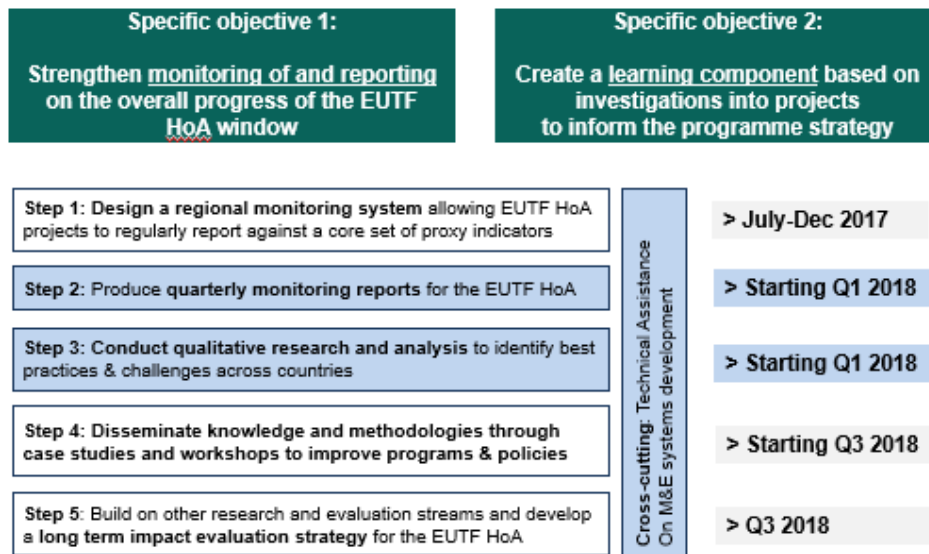 Specific objective 1:
Strengthen monitoring of and reporting
on the overall progress of the EUTF
HoA window
Specific objective 2:
Create a learning component based on
investigations into projects
to inform the programme strategy
Step 1: Design a regional monitoring system allowing EUTF HoA
projects to regularly report against a core set of proxy indicators
> July-Dec 2017
Step 2: Produce quarterly monitoring reports for the EUTF HoA
> Starting Q1 2018
Step 3: Conduct qualitative research and analysis to identify best
practices & challenges across countries
> Starting Q1 2018
Step 4: Disseminate knowledge and methodologies through
case studies and workshops to improve programs & policies
> Starting Q3 2018
Step 5: Build on other research and evaluation streams and develop
a long term impact evaluation strategy for the EUTF HoA
> Q3 2018
Cross-cutting: Technical Assistance
On M&E systems development